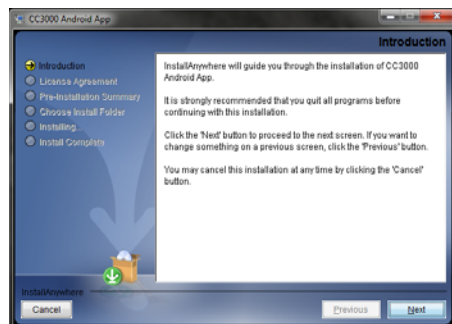 CC3000 Android App
Introduction
Introduction
License Agreement
Pre-Installation Summary
Choose Install Folder
Installing...
Install Complete
InstallAnywhere will guide you through the installation of CC3000
Android App.
It is strongly recommended that you quit all programs before
continuing with this installation.
Click the 'Next' button to proceed to the next screen. If you want to
change something on a previous screen, click the 'Previous' button.
You may cancel this installation at any time by clicking the 'Cancel'
button.
InstallAnywhere
Cancel
Previous
Next